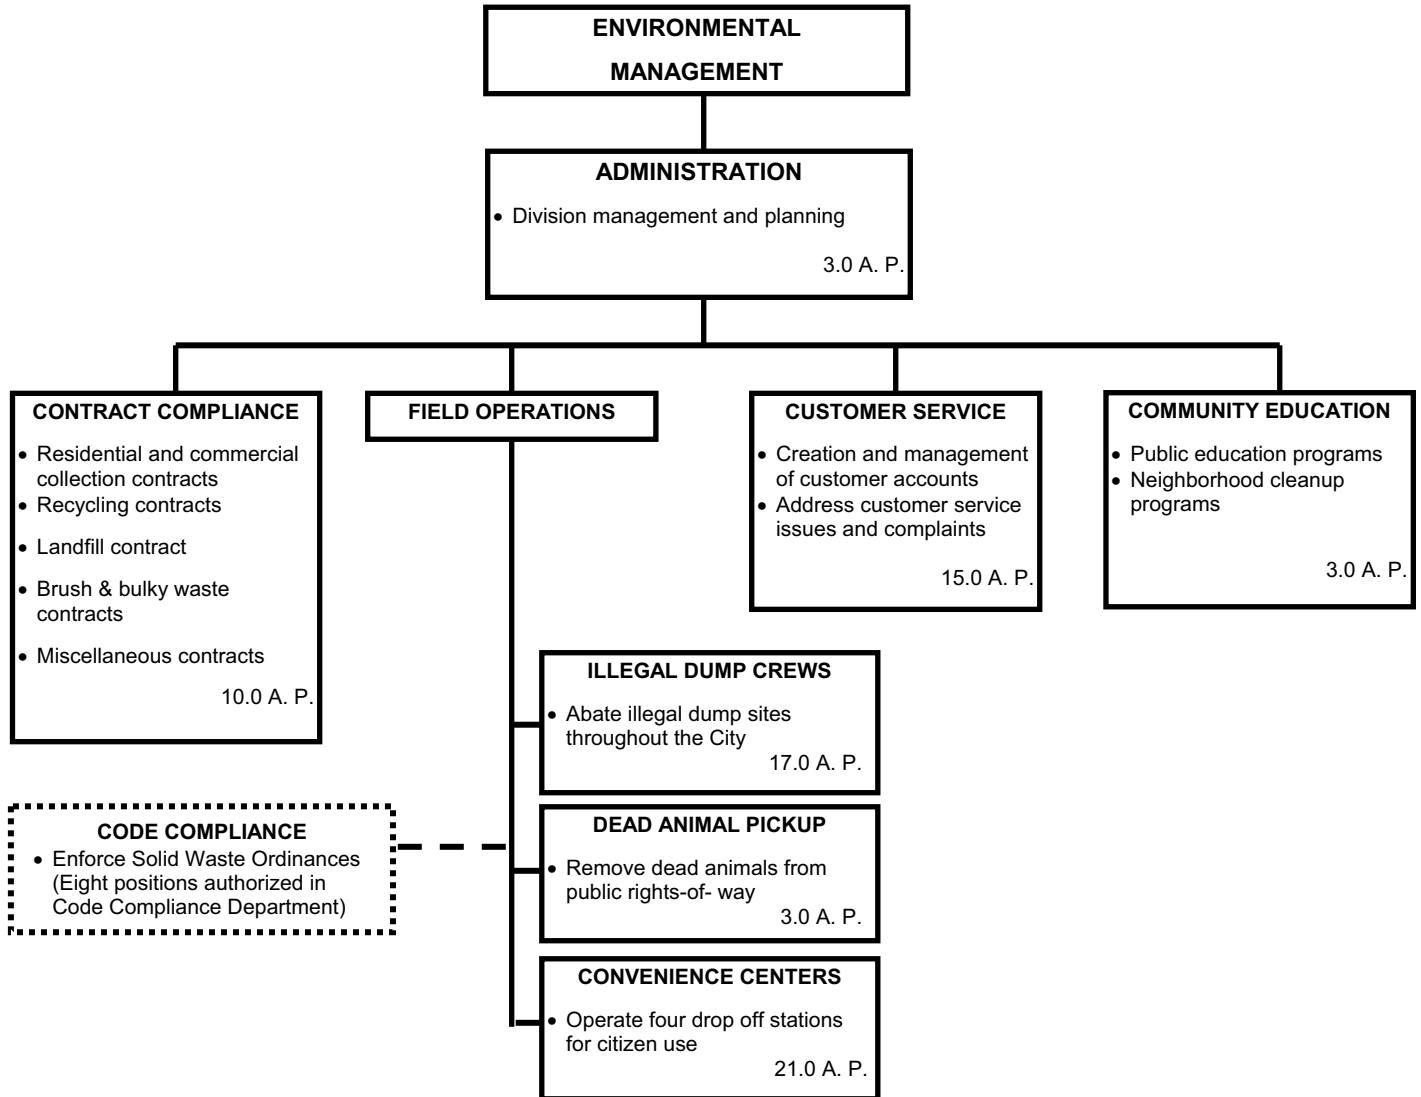 ENVIRONMENTAL
MANAGEMENT
ADMINISTRATION
• Division management and planning
3.0 A. P.
CONTRACT COMPLIANCE
• Residential and commercial
collection contracts
• Recycling contracts
• Landfill contract
• Brush & bulky waste
contracts
• Miscellaneous contracts
10.0 A. P.
FIELD OPERATIONS
CUSTOMER SERVICE
• Creation and management
of customer accounts
• Address customer service
issues and complaints
15.0 A. P.
COMMUNITY EDUCATION
• Public education programs
• Neighborhood cleanup
programs
3.0 A. P.
ILLEGAL DUMP CREWS
• Abate illegal dump sites
throughout the City
17.0 A. P.
CODE COMPLIANCE
• Enforce Solid Waste Ordinances
(Eight positions authorized in
Code Compliance Department)
DEAD ANIMAL PICKUP
• Remove dead animals from
public rights-of- way
3.0 A. P.
CONVENIENCE CENTERS
• Operate four drop off stations
for citizen use
21.0 A. P.